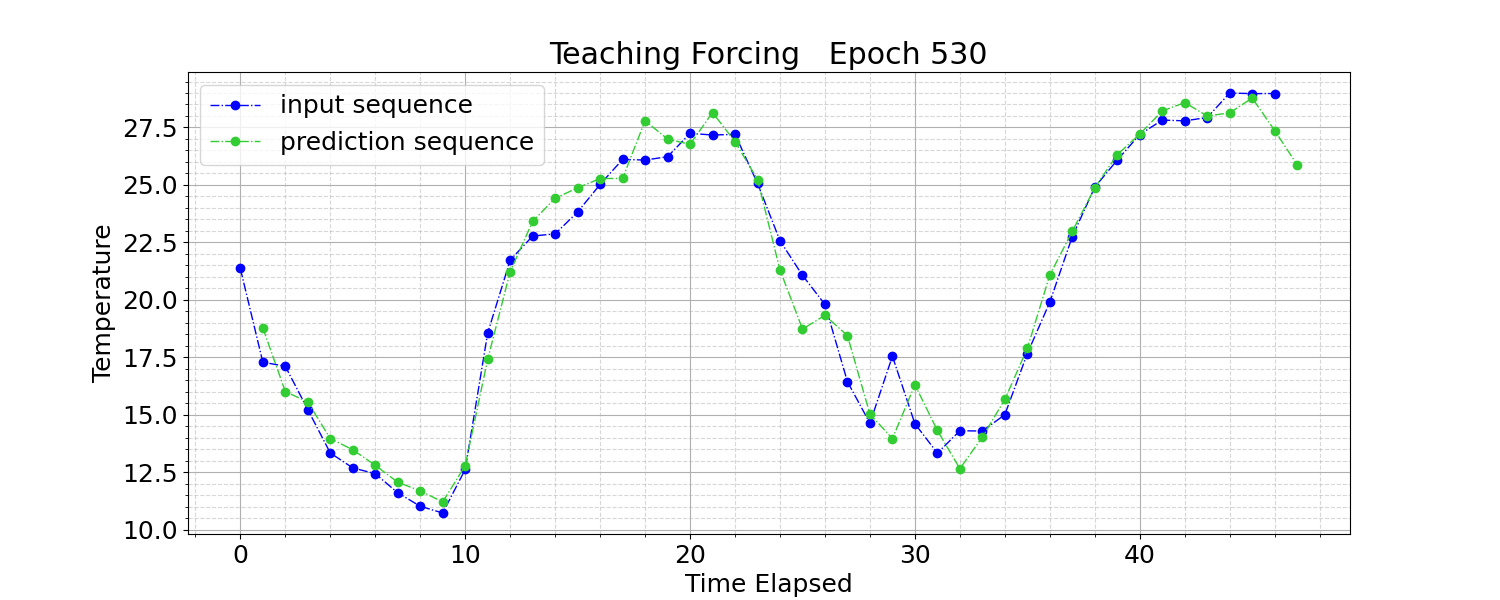 Teaching Forcing   Epoch 530
input sequence
prediction sequence
Temperature
27.5
25.0
22.5
20.0
17.5
15.0
12.5
10.0
0 10 20 30 40
Time Elapsed